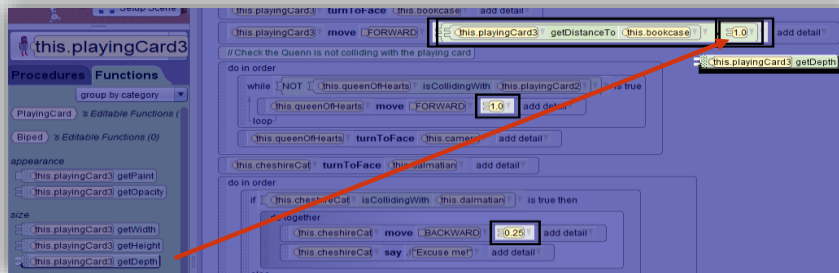 Setup Scene
this.playingCard3
Procedures Functions
group by category
PlayingCard 's Editable Functions (
Biped 's Editable Functions (0)
appearance
this.playingCard3 getPaint
this.playingCard3 getOpacity
size
this.playingCard3 getWidth
this.playingCard3 getHeight
this.playingCard3 getDepth
this.playingCard3 turnToFace this.bookcase add detail
this.playingCard3 move FORWARD this.playingCard3 getDistanceTo this.bookcase 1.0 add detail
this.playingCard3 getDepth
// Check the Quenn is not colliding with the playing card
do in order
while NOT this.queenOfHearts isCollidingWith this.playingCard2 is true
this.queenOfHearts move FORWARD 1.0 add detail
loop
this.queenOfHearts turnToFace this.camera add detail
this.cheshireCat turnToFace this.dalmatian add detail
do in order
if this.cheshireCat isCollidingWith this.dalmatian is true then
do together
this.cheshireCat move BACKWARD 0.25 add detail
this.cheshireCat say "Excuse me!" add detail